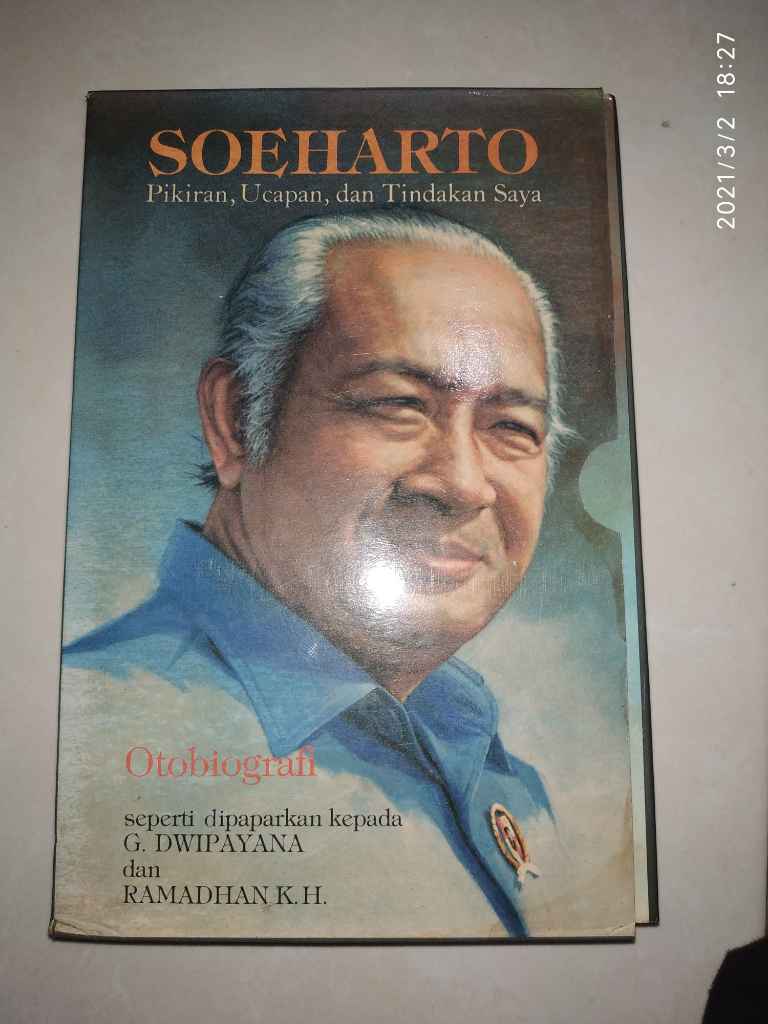 SOEHARTO
Pikiran, Ucapan, dan Tindakan Saya
Otobiografi
seperti dipaparkan kepada
G. DWIPAYANA
dan
RAMADHAN K.H.
2021/3/2 18:27